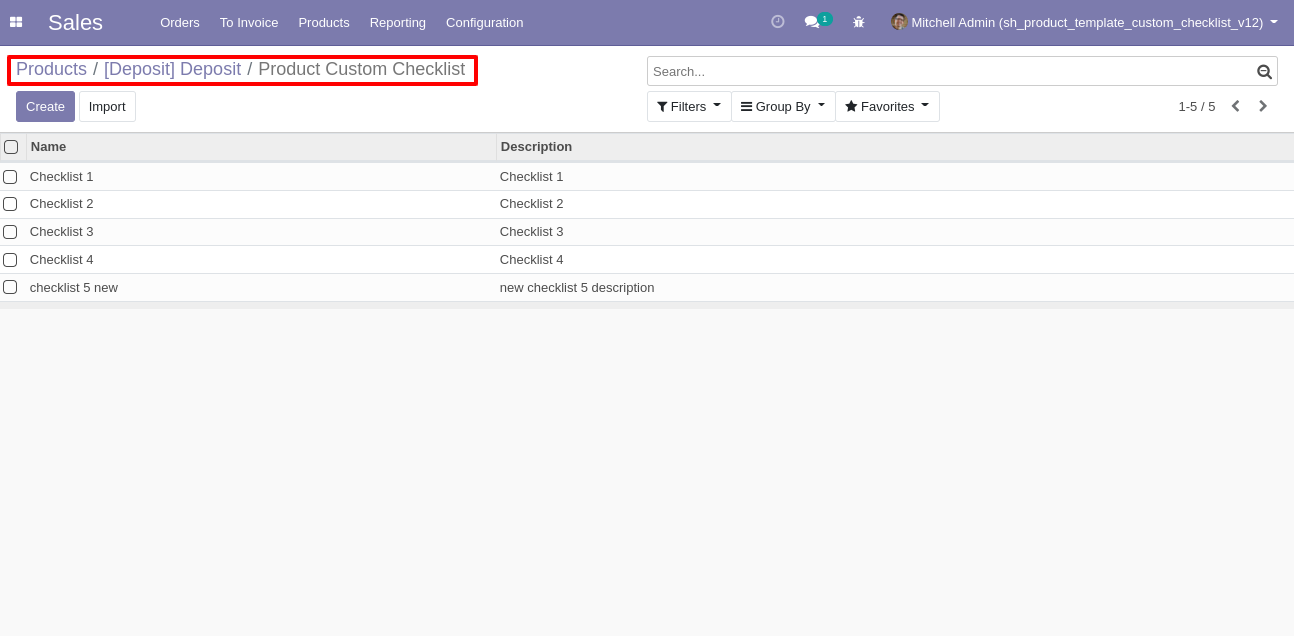 Sales Orders To Invoice Products Reporting Configuration 1 Mitchell Admin (sh_product_template_custom_checklist_v12)
Products / [Deposit] Deposit / Product Custom Checklist
Search...
Create Import Filters Group By Favorites 1-5 / 5
Name Description
Checklist 1 Checklist 1
Checklist 2 Checklist 2
Checklist 3 Checklist 3
Checklist 4 Checklist 4
checklist 5 new new checklist 5 description